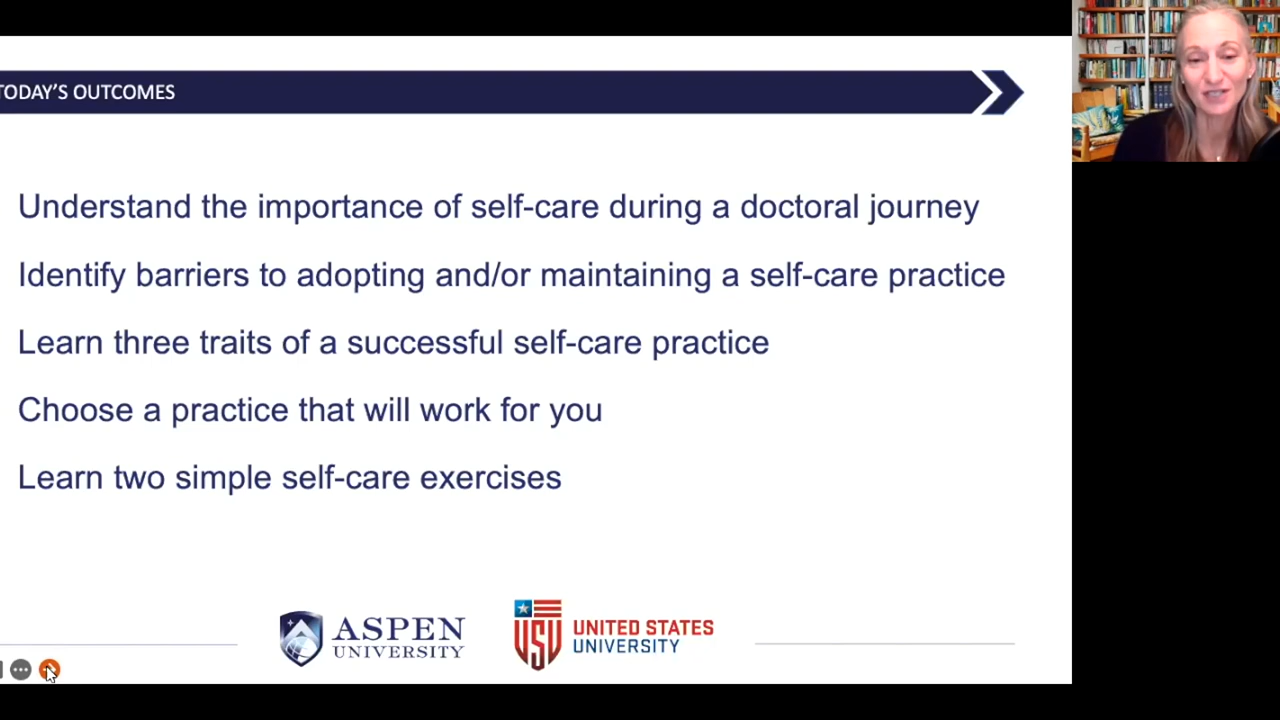 TODAY'S OUTCOMES
Understand the importance of self-care during a doctoral journey
Identify barriers to adopting and/or maintaining a self-care practice
Learn three traits of a successful self-care practice
Choose a practice that will work for you
Learn two simple self-care exercises
ASPEN
UNIVERSITY
USU
UNITED STATES
UNIVERSITY